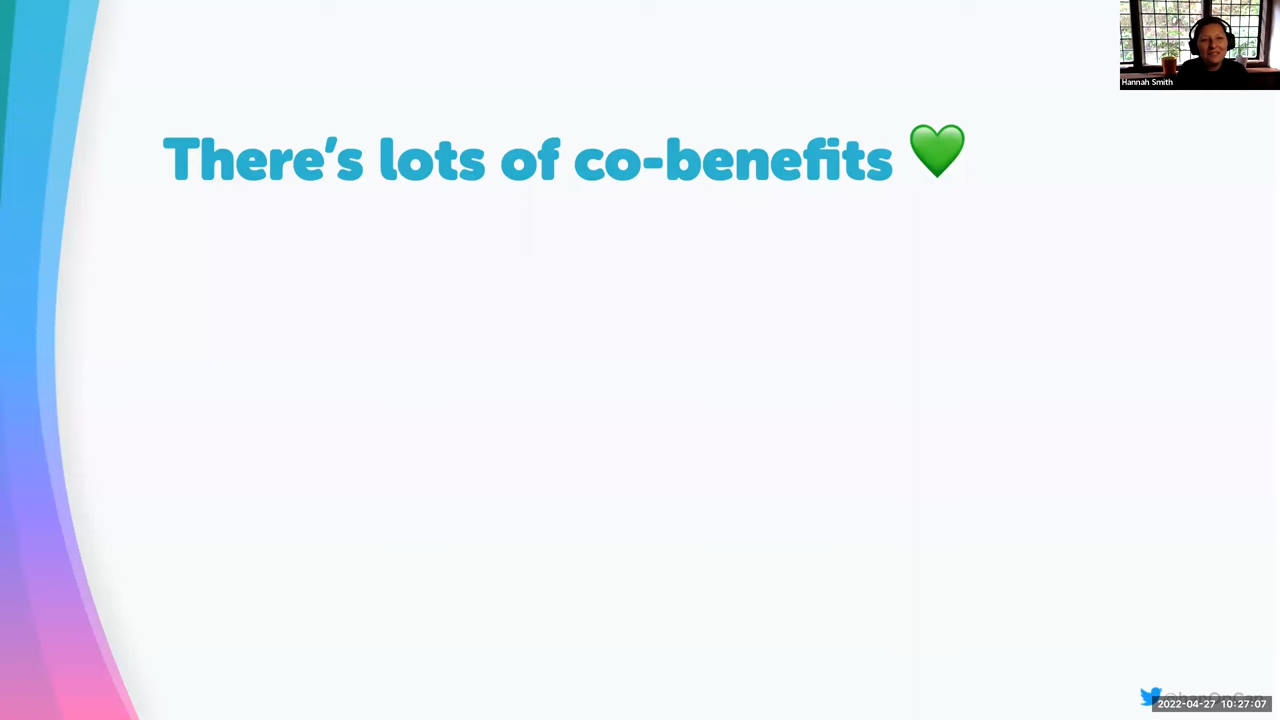 Hannah Smith
There’s lots of co-benefits 💚
2022-04-27 10:27:07